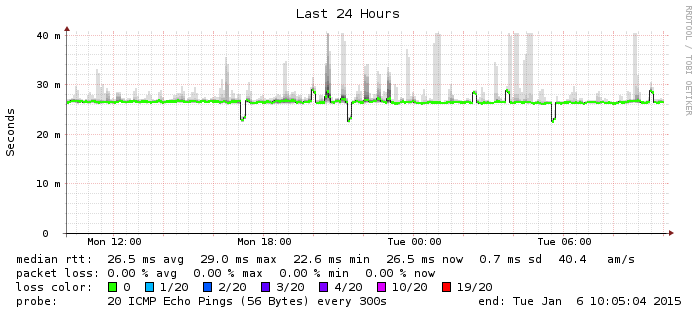 Last 24 Hours
RRDTOOL / TOBI OETIKER
Seconds
40 m
30 m
20 m
10 m
0
Mon 12:00 Mon 18:00 Tue 00:00 Tue 06:00
median rtt: 26.5 ms avg 29.0 ms max 22.6 ms min 26.5 ms now 0.7 ms sd 40.4 am/s
packet loss: 0.00 % avg 0.00 % max 0.00 % min 0.00 % now
loss color: 0 1/20 2/20 3/20 4/20 10/20 19/20
probe: 20 ICMP Echo Pings (56 Bytes) every 300s end: Tue Jan 6 10:05:04 2015